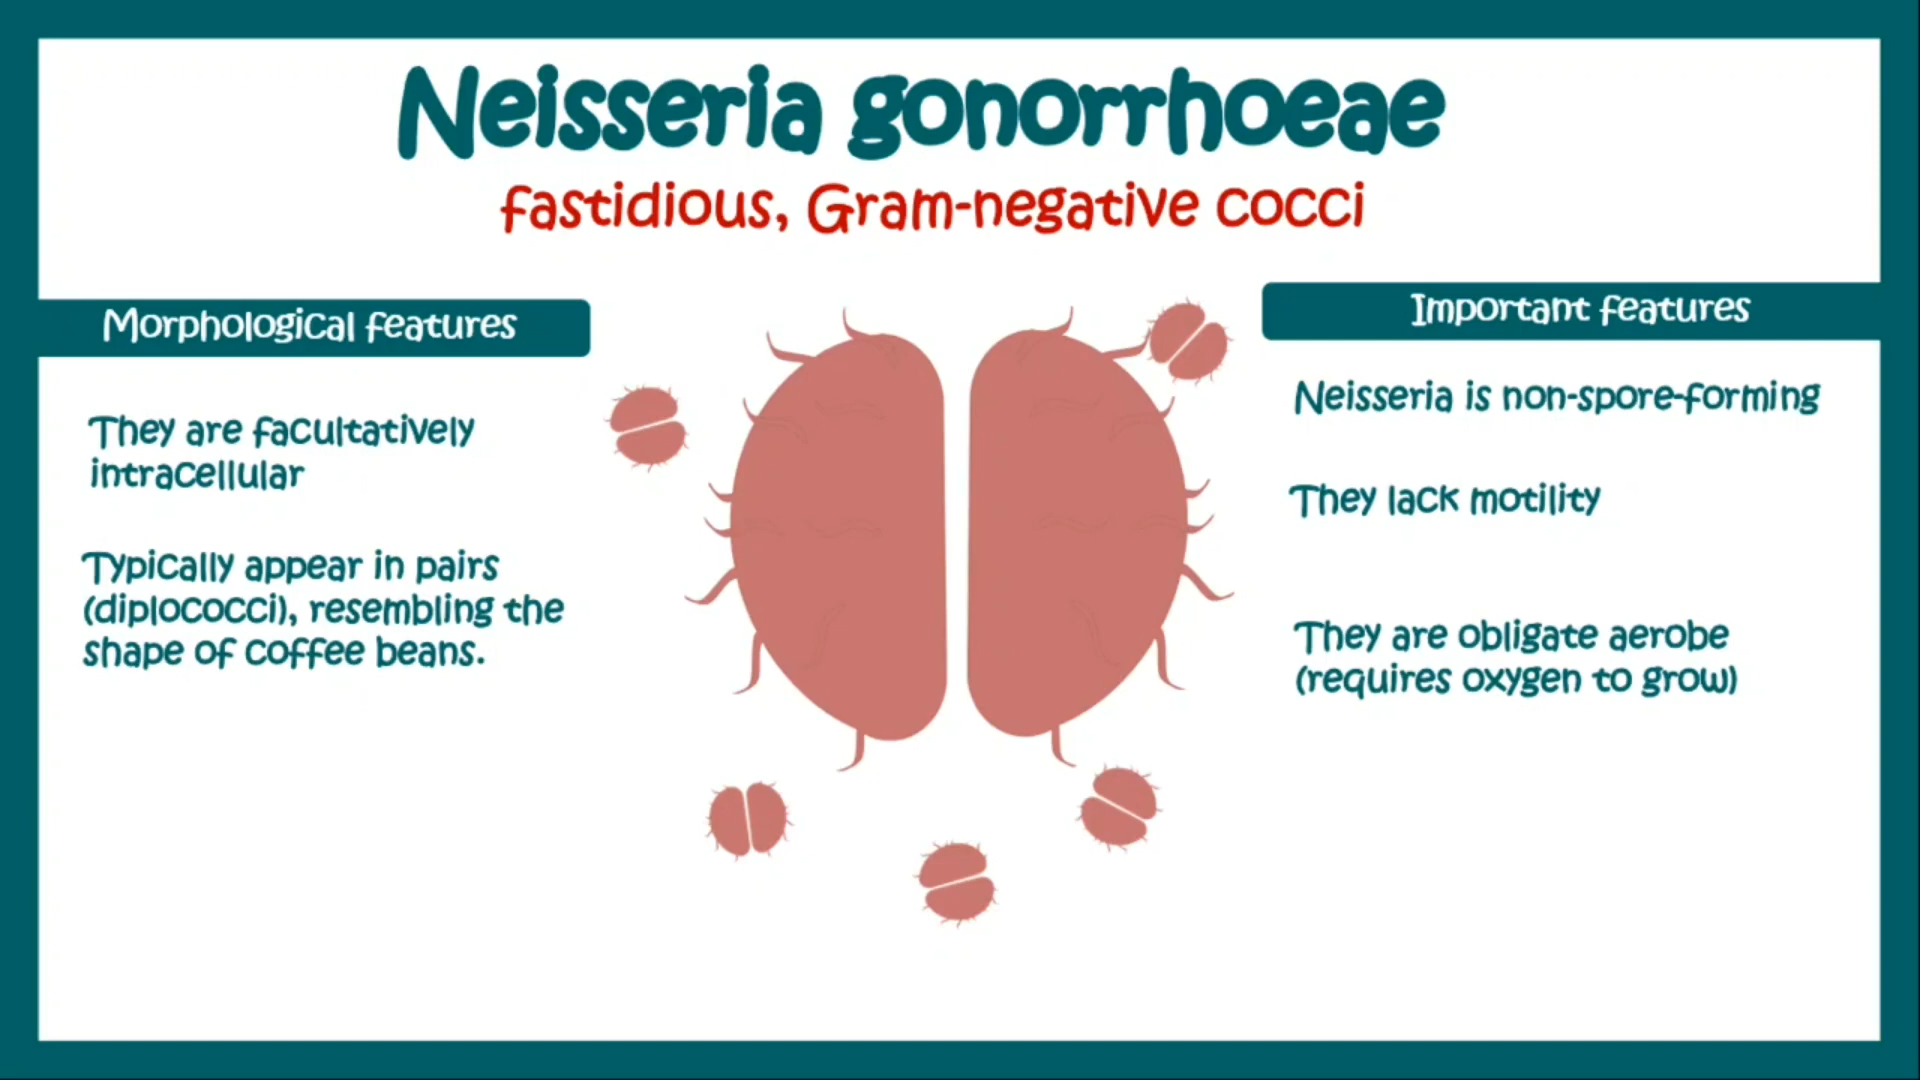 Neisseria gonorrhoeae
fastidious, Gram-negative cocci
Morphological features
They are facultatively
intracellular
Typically appear in pairs
(diplococci), resembling the
shape of coffee beans.
Important features
Neisseria is non-spore-forming
They lack motility
They are obligate aerobe
(requires oxygen to grow)